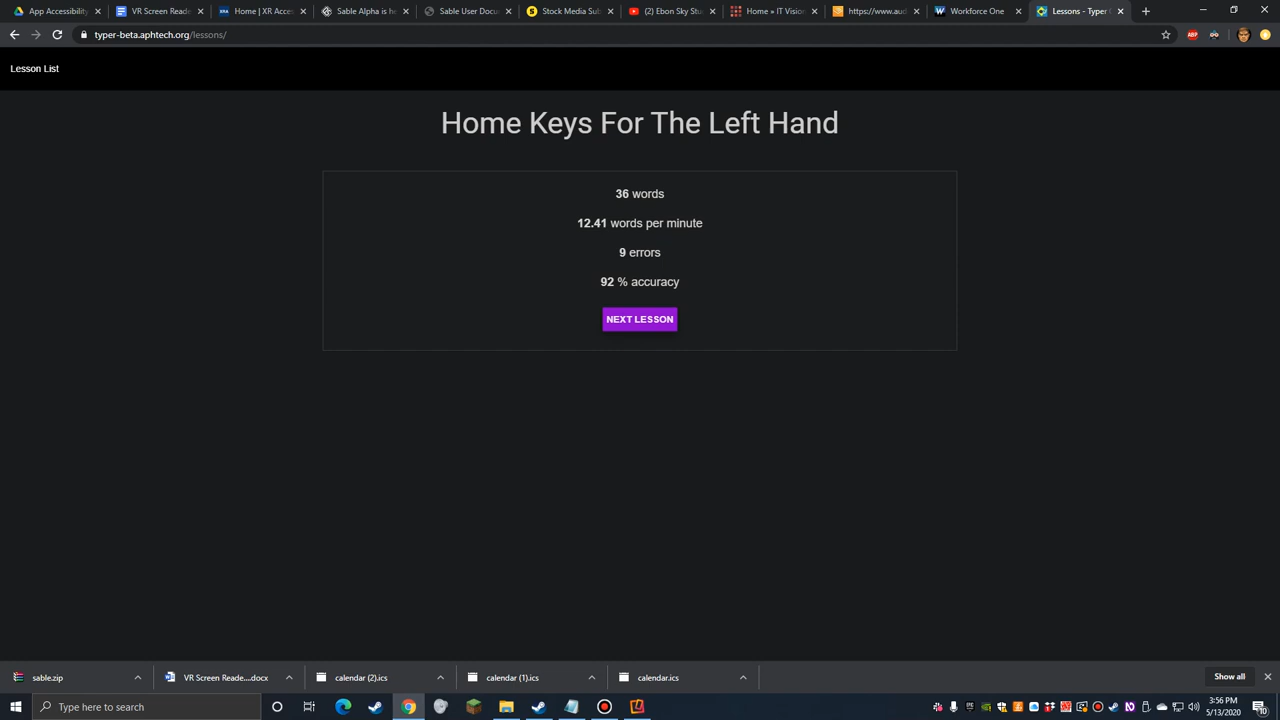 App Accessibility
VR Screen Reade
Home | XR Acces
Sable Alpha is he
Sable User Docu
Stock Media Sub
(2) Ebon Sky Stu
Home » IT Vision
https://www.aud
Workforce One
Lessons - Typer O
typer-beta.aphtech.org/lessons/
ABP
Lesson List
Home Keys For The Left Hand
36 words
12.41 words per minute
9 errors
92 % accuracy
NEXT LESSON
sable.zip
VR Screen Reade....docx
calendar (2).ics
calendar (1).ics
calendar.ics
Show all
Type here to search
3:56 PM
5/13/2020